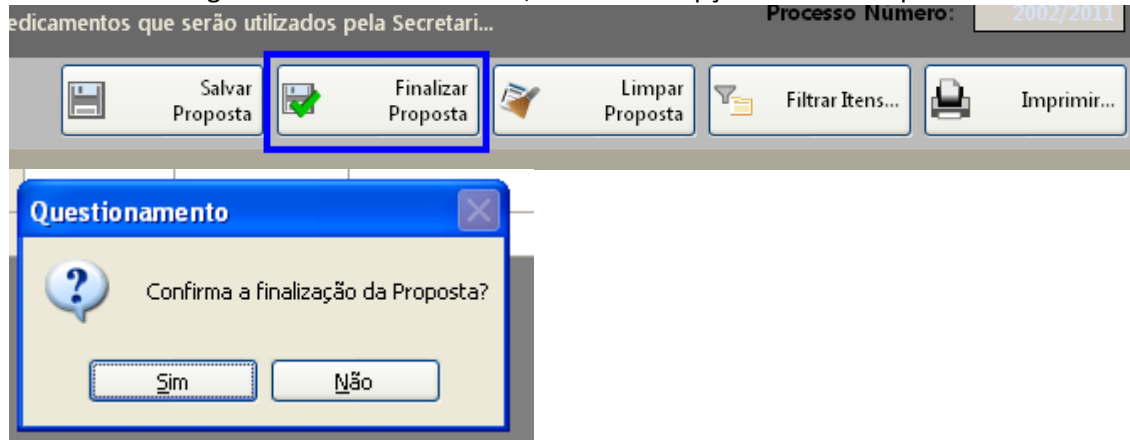 edicamentos que serão utilizados pela Secretari...
Processo Número: 2002/2011
Salvar
Proposta
Finalizar
Proposta
Limpar
Proposta
Filtrar Itens...
Imprimir...
Questionamento
Confirma a finalização da Proposta?
Sim
Não